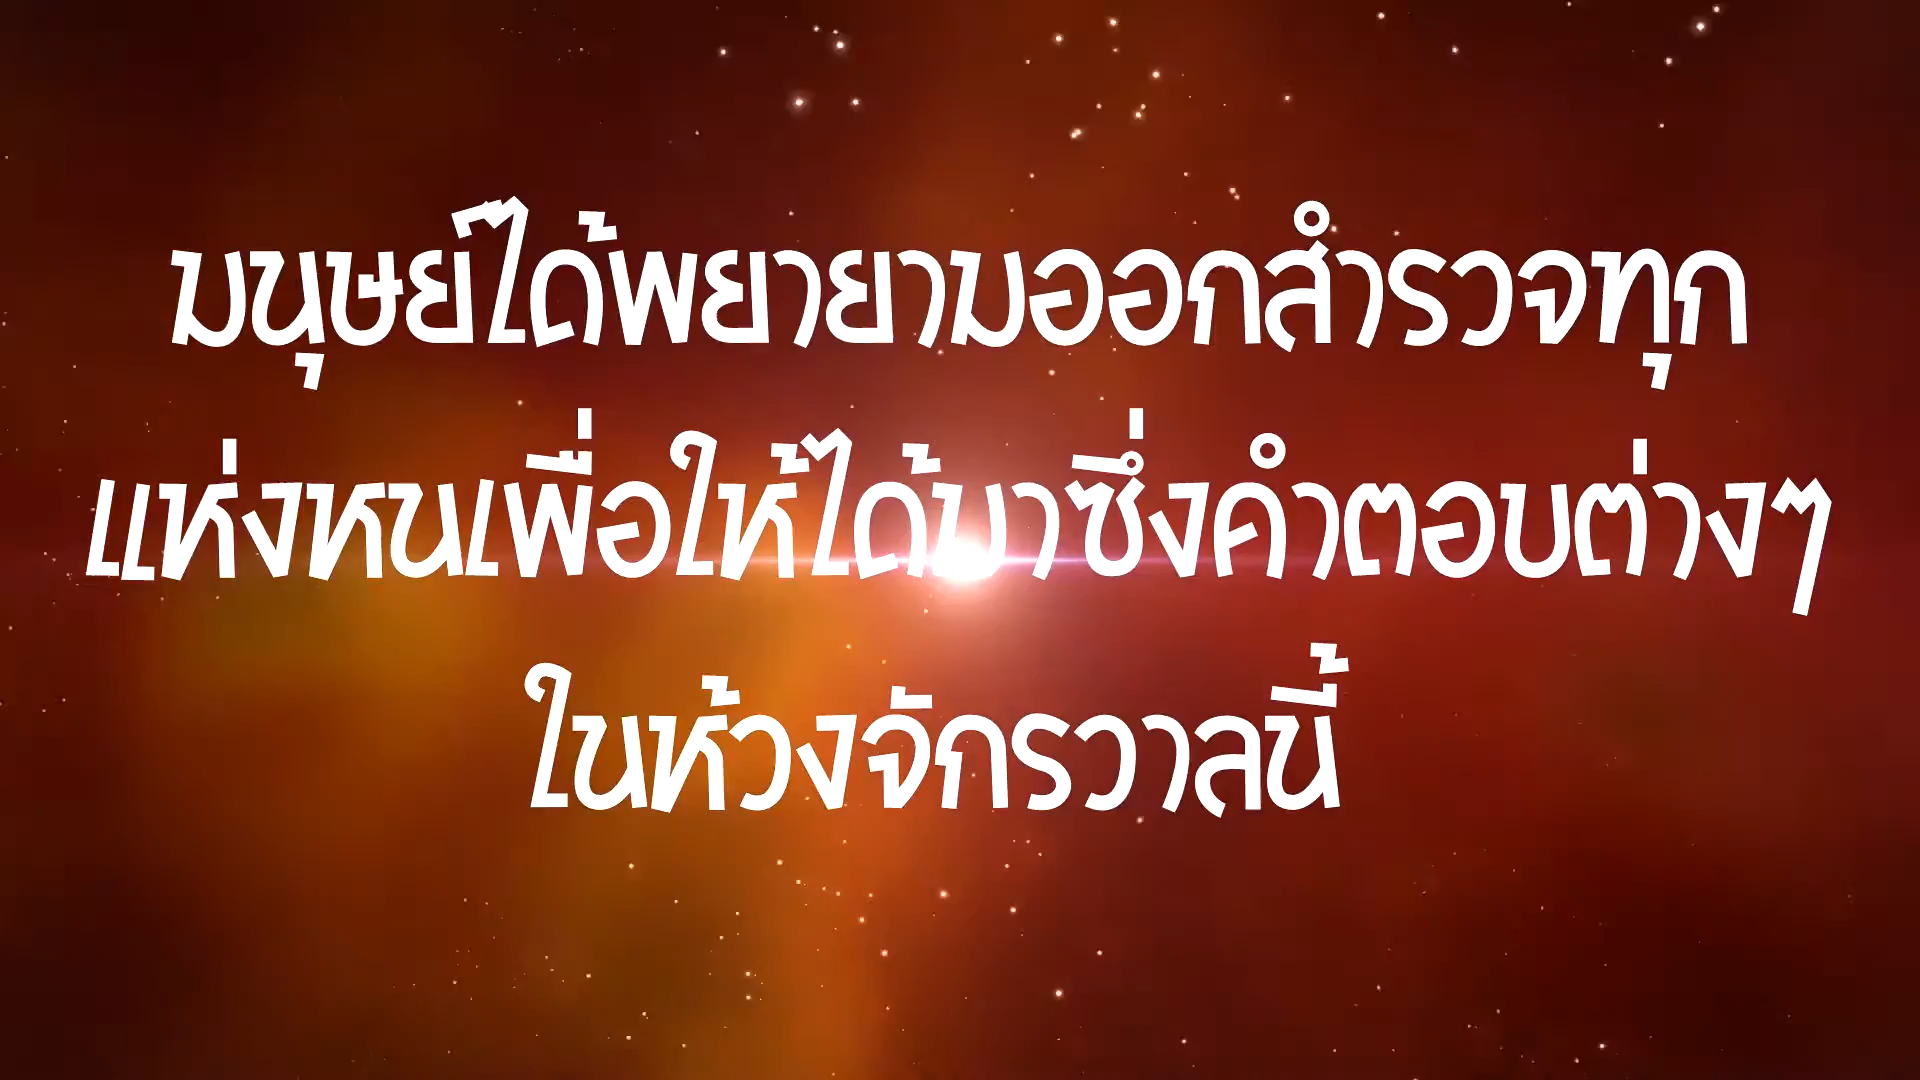 มนุษย์ได้พยายามออกสำรวจทุก
แห่งหนเพื่อให้ได้มาซึ่งคำตอบต่างๆ
ในห้วงจักรวาลนี้